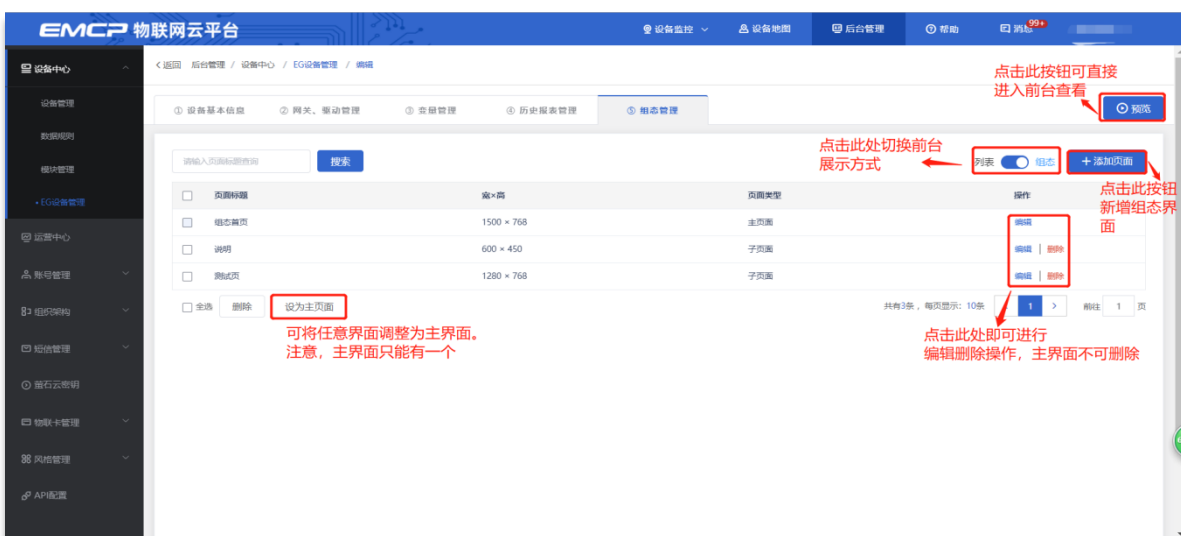 EMCP 物联网云平台
设备监控
设备地图
后台管理
帮助
消息
99+
设备中心
设备管理
数据规则
模块管理
EG设备管理
运营中心
账号管理
组织架构
短信管理
萤石云密钥
物联卡管理
风格管理
API配置
返回 后台管理 / 设备中心 / EG设备管理 / 编辑
点击此按钮可直接
进入前台查看
① 设备基本信息 ② 网关、驱动管理 ③ 变量管理 ④ 历史报表管理 ⑤ 组态管理
预览
请输入页面标题查询
搜索
点击此处切换前台
展示方式
列表 组态
+ 添加页面
点击此按钮
新增组态界
面
页面标题 宽×高 页面类型 操作
组态首页 1500 × 768 主页面 编辑
说明 600 × 450 子页面 编辑 | 删除
测试页 1280 × 768 子页面 编辑 | 删除
全选 删除 设为主页面
共有3条，每页显示：10条
1 >
前往 1 页
可将任意界面调整为主界面。
注意，主界面只能有一个
点击此处即可进行
编辑删除操作，主界面不可删除